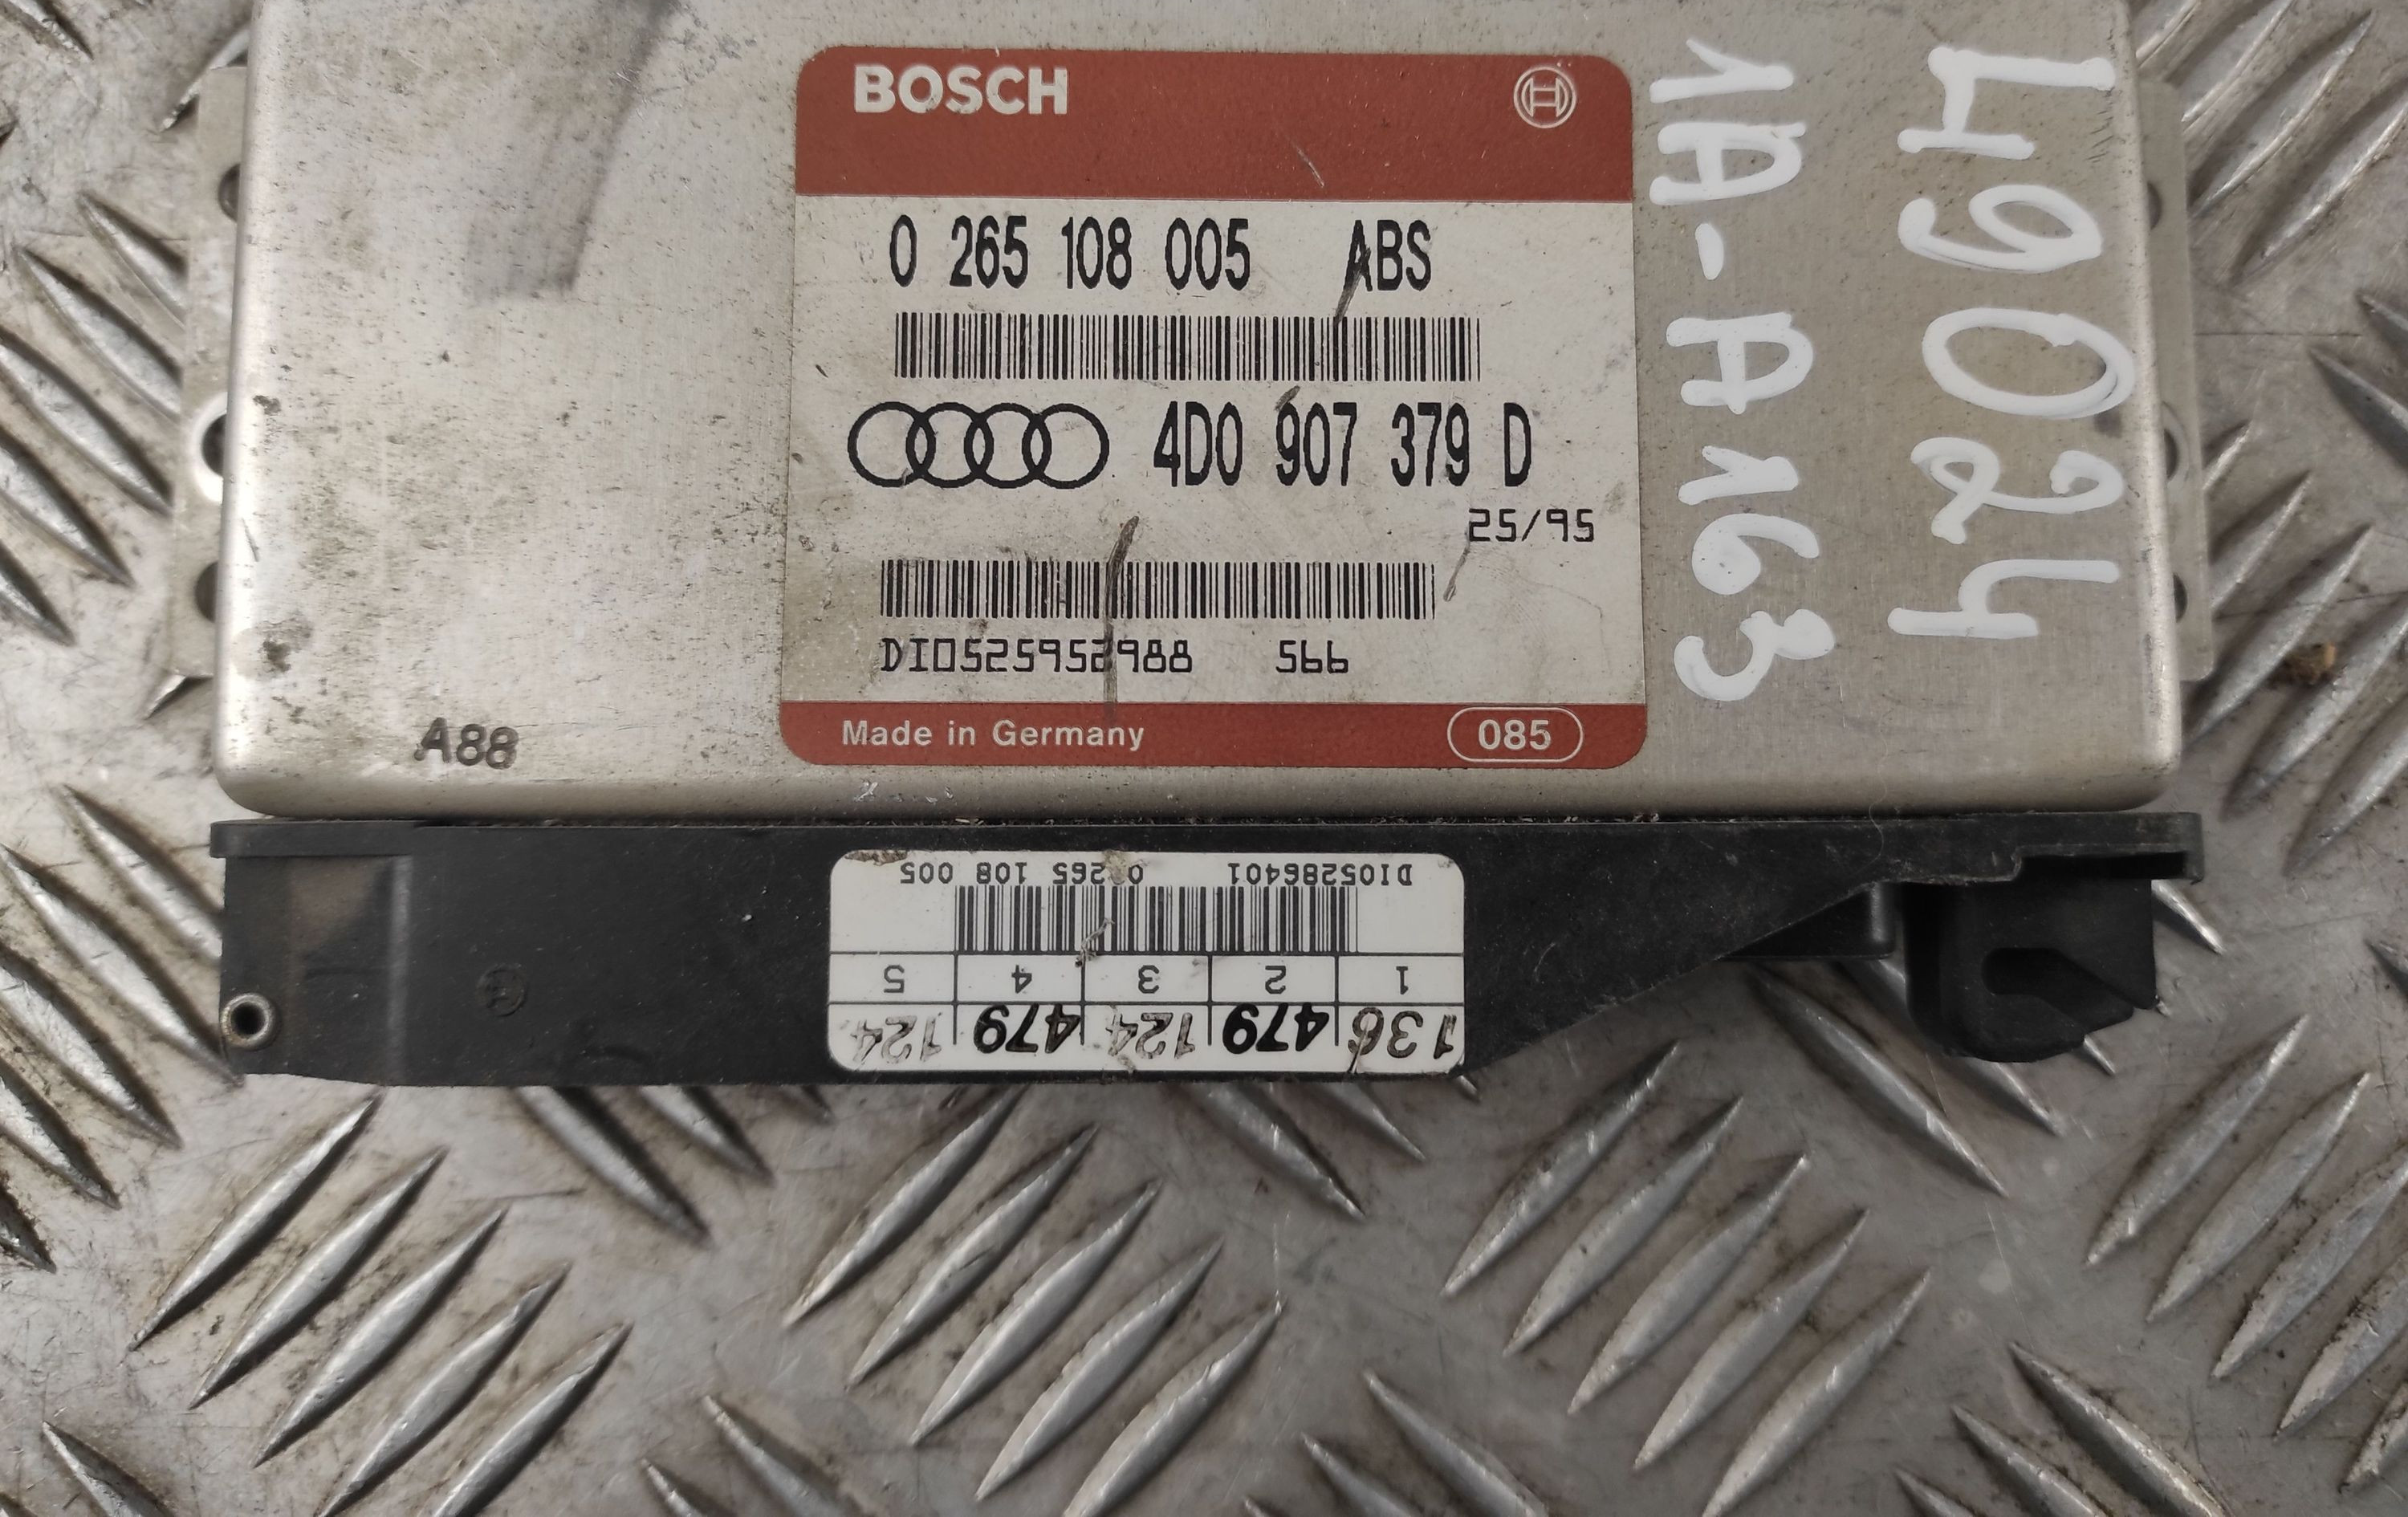 BOSCH
0 265 108 005 ABS
4D0 907 379 D
25/95
DI0525952988 566
Made in Germany 085
A88
49024
1A-A163
DI05286401 0 265 108 005
1 2 3 4 5
136 479 124 479 124